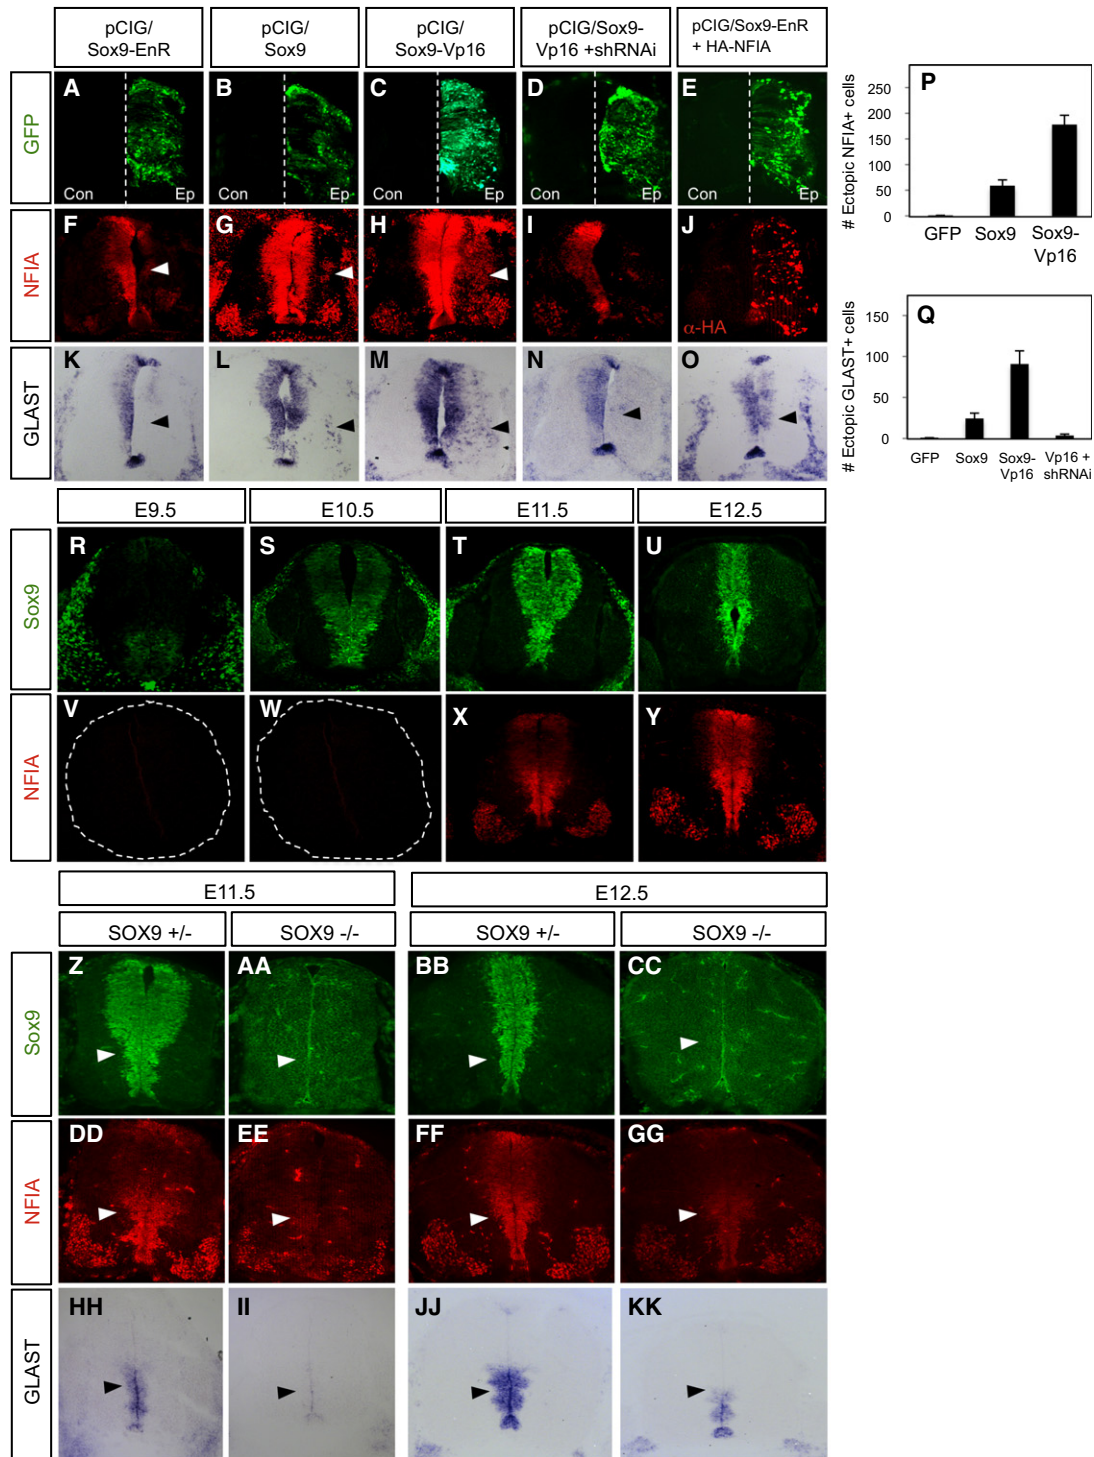 pCIG/
Sox9-EnR
pCIG/
Sox9
pCIG/
Sox9-Vp16
pCIG/Sox9-
Vp16 +shRNAi
pCIG/Sox9-EnR
+ HA-NFIA
GFP
A
Con
Ep
B
Con
Ep
C
Con
Ep
D
Con
Ep
E
Con
Ep
NFIA
F
G
H
I
J
α-HA
GLAST
K
L
M
N
O
P
# Ectopic NFIA+ cells
250
200
150
100
50
0
GFP
Sox9
Sox9-
Vp16
Q
# Ectopic GLAST+ cells
150
100
50
0
GFP
Sox9
Sox9-
Vp16
Vp16 +
shRNAi
E9.5
E10.5
E11.5
E12.5
Sox9
R
S
T
U
NFIA
V
W
X
Y
E11.5
E12.5
SOX9 +/-
SOX9 -/-
SOX9 +/-
SOX9 -/-
Sox9
Z
AA
BB
CC
NFIA
DD
EE
FF
GG
GLAST
HH
II
JJ
KK